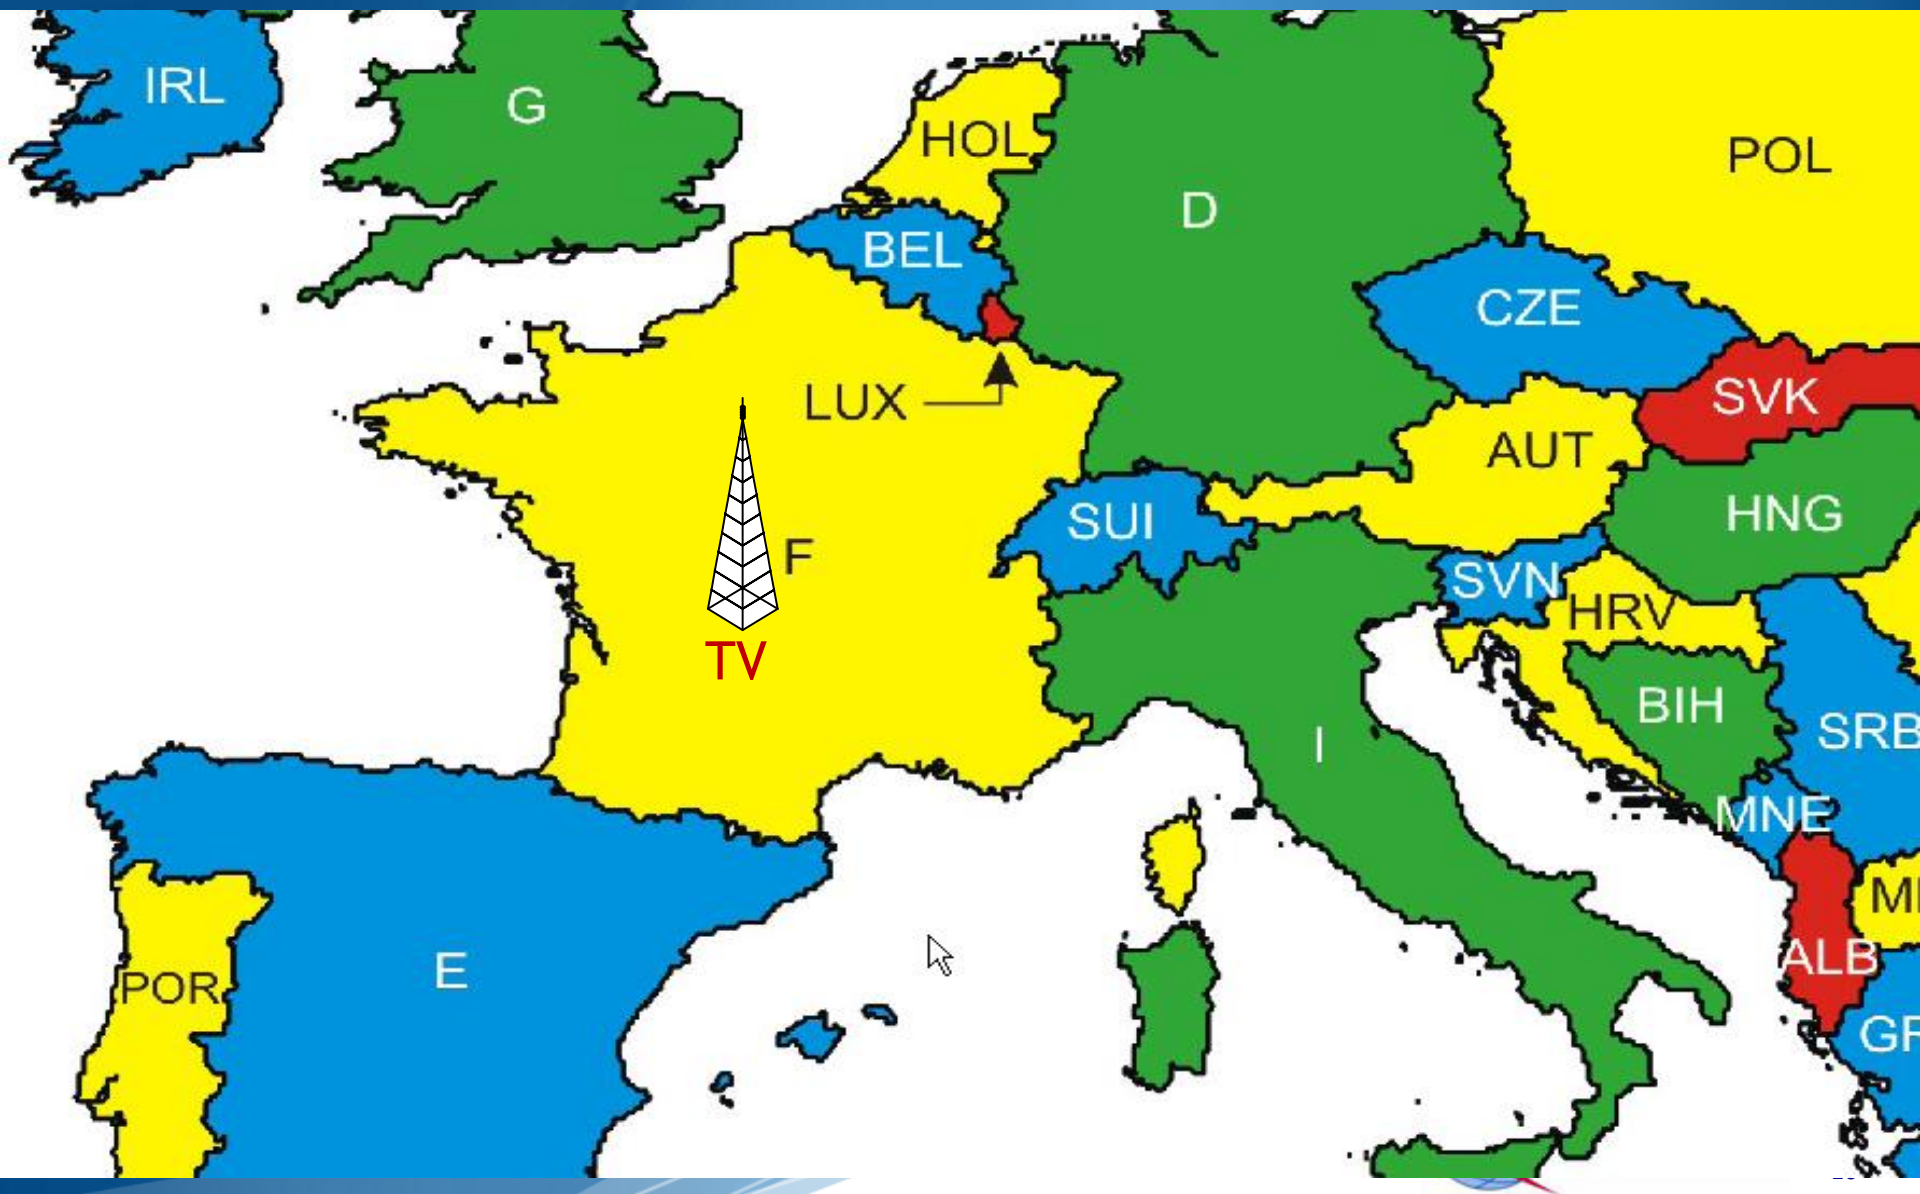 IRL
G
HOL
POL
D
BEL
CZE
LUX
SVK
AUT
HNG
SUI
F
SVN
HRV
TV
BIH
I
SRB
MNE
ALB
E
POR